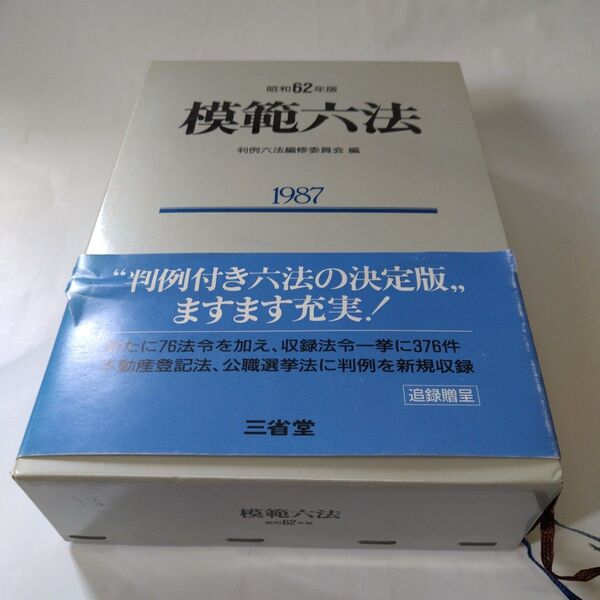 昭和62年版
模範六法
判例六法編修委員会 編
1987
“判例付き六法の決定版„
ますます充実!
たに76法令を加え、収録法令一挙に376件
不動産登記法、公職選挙法に判例を新規収録
追録贈呈
三省堂
模範六法
昭和62年版